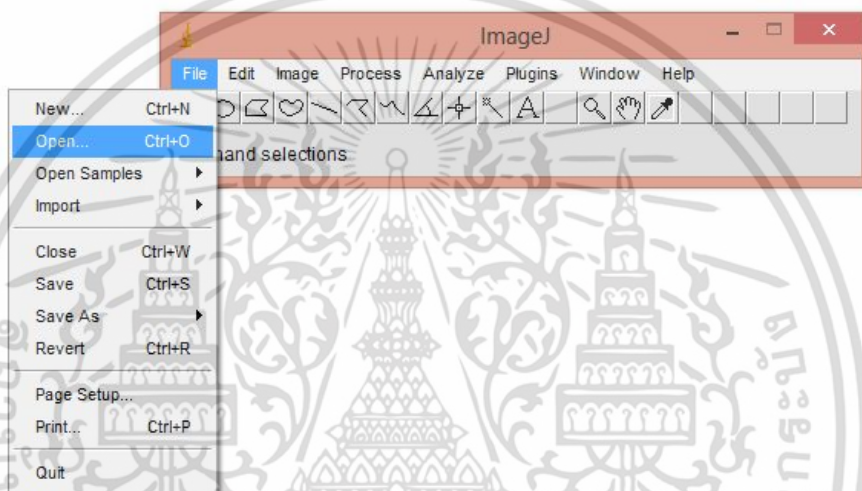 ImageJ
File Edit Image Process Analyze Plugins Window Help
hand selections
New... Ctrl+N
Open... Ctrl+O
Open Samples
Import
Close Ctrl+W
Save Ctrl+S
Save As
Revert Ctrl+R
Page Setup...
Print... Ctrl+P
Quit